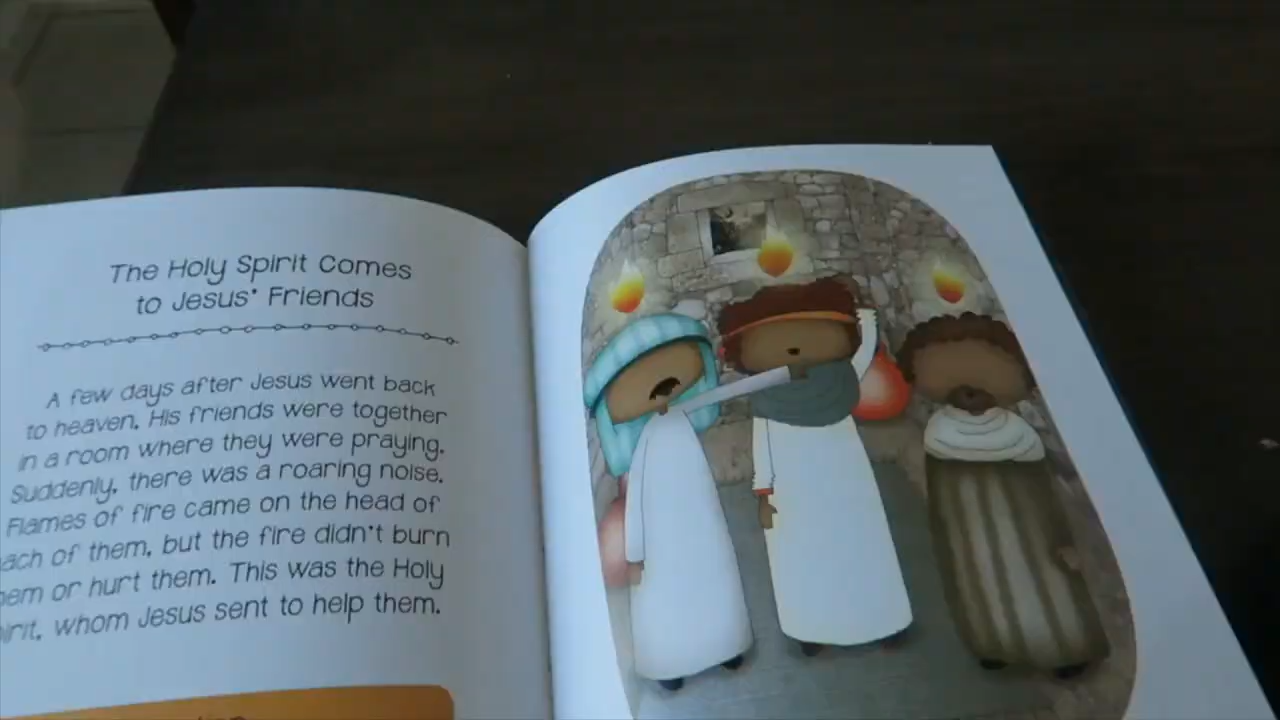 The Holy Spirit Comes
to Jesus' Friends
A few days after Jesus went back
to heaven, His friends were together
in a room where they were praying.
Suddenly, there was a roaring noise.
Flames of fire came on the head of
ach of them, but the fire didn't burn
em or hurt them. This was the Holy
irit, whom Jesus sent to help them.